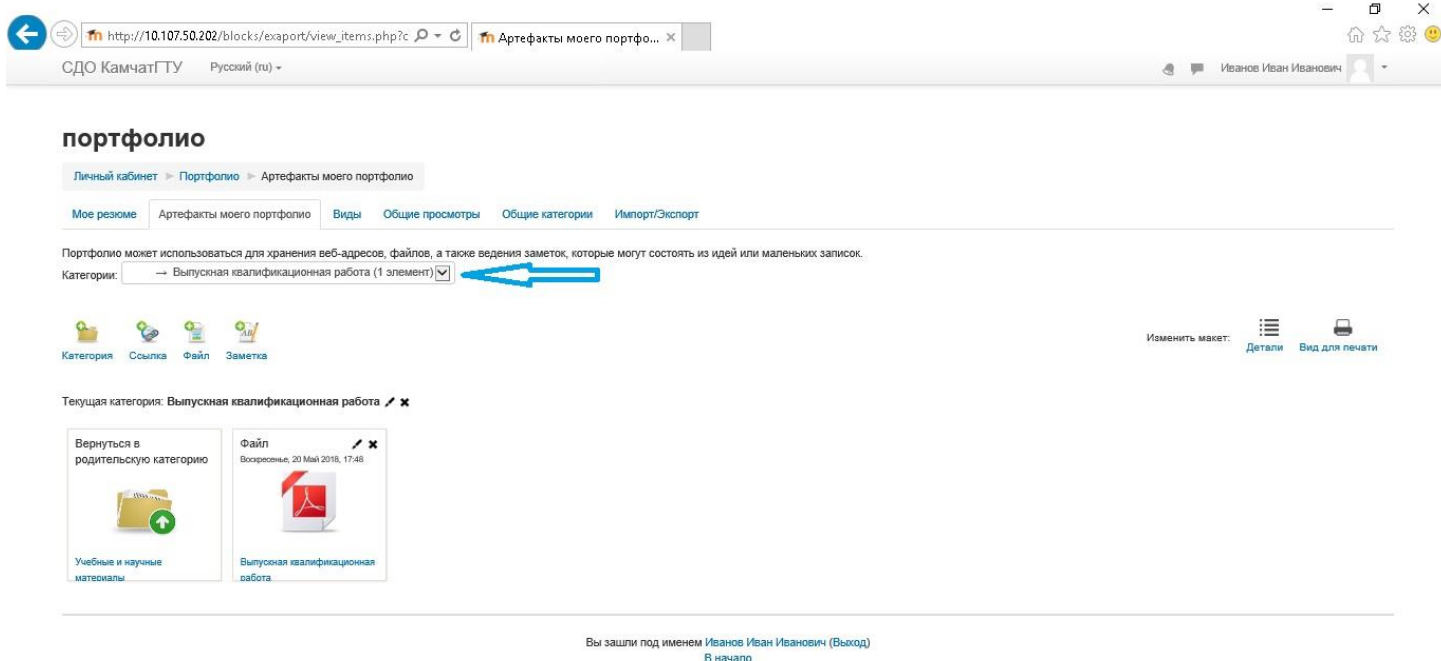 http://10.107.50.202/blocks/exaport/view_items.php?c
Артефакты моего портфо...
СДО КамчатГТУ Русский (ru)
Иванов Иван Иванович
портфолио
Личный кабинет ► Портфолио ► Артефакты моего портфолио
Мое резюме Артефакты моего портфолио Виды Общие просмотры Общие категории Импорт/Экспорт
Портфолио может использоваться для хранения веб-адресов, файлов, а также ведения заметок, которые могут состоять из идей или маленьких записок.
Категории: → Выпускная квалификационная работа (1 элемент)
Категория Ссылка Файл Заметка
Изменить макет: Детали Вид для печати
Текущая категория: Выпускная квалификационная работа
Вернуться в
родительскую категорию
Учебные и научные
материалы
Файл
Воскресенье, 20 Май 2018, 17:48
Выпускная квалификационная
работа
Вы зашли под именем Иванов Иван Иванович (Выход)
В начало